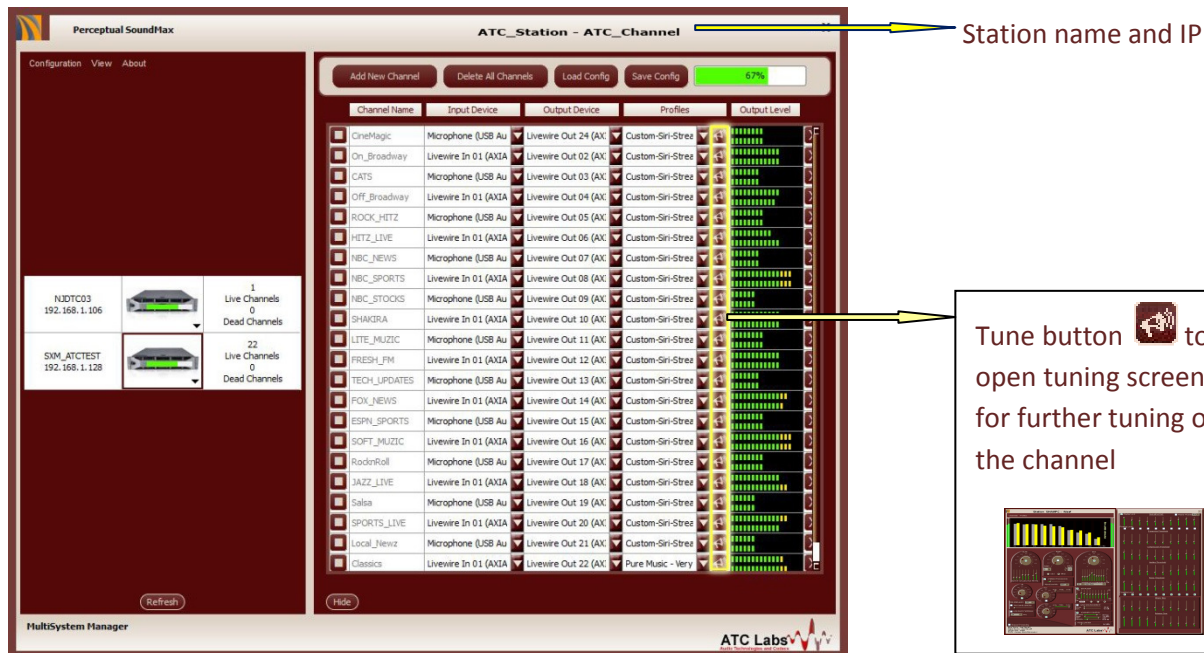 Perceptual SoundMax
ATC_Station - ATC_Channel
Station name and IP
Configuration View About
Add New Channel
Delete All Channels
Load Config
Save Config
67%
Channel Name Input Device Output Device Profiles Output Level
CineMagic Microphone (USB Au Livewire Out 24 (AX: Custom-Siri-Strea
On_Broadway Livewire In 01 (AXIA Livewire Out 02 (AX: Custom-Siri-Strea
CATS Microphone (USB Au Livewire Out 03 (AX: Custom-Siri-Strea
Off_Broadway Livewire In 01 (AXIA Livewire Out 04 (AX: Custom-Siri-Strea
ROCK_HITZ Microphone (USB Au Livewire Out 05 (AX: Custom-Siri-Strea
HITZ_LIVE Livewire In 01 (AXIA Livewire Out 06 (AX: Custom-Siri-Strea
NBC_NEWS Microphone (USB Au Livewire Out 07 (AX: Custom-Siri-Strea
NBC_SPORTS Livewire In 01 (AXIA Livewire Out 08 (AX: Custom-Siri-Strea
NBC_STOCKS Microphone (USB Au Livewire Out 09 (AX: Custom-Siri-Strea
SHAKIRA Livewire In 01 (AXIA Livewire Out 10 (AX: Custom-Siri-Strea
LITE_MUZIC Microphone (USB Au Livewire Out 11 (AX: Custom-Siri-Strea
FRESH_FM Livewire In 01 (AXIA Livewire Out 12 (AX: Custom-Siri-Strea
TECH_UPDATES Microphone (USB Au Livewire Out 13 (AX: Custom-Siri-Strea
FOX_NEWS Livewire In 01 (AXIA Livewire Out 14 (AX: Custom-Siri-Strea
ESPN_SPORTS Microphone (USB Au Livewire Out 15 (AX: Custom-Siri-Strea
SOFT_MUZIC Livewire In 01 (AXIA Livewire Out 16 (AX: Custom-Siri-Strea
RocknRoll Microphone (USB Au Livewire Out 17 (AX: Custom-Siri-Strea
JAZZ_LIVE Livewire In 01 (AXIA Livewire Out 18 (AX: Custom-Siri-Strea
Salsa Microphone (USB Au Livewire Out 19 (AX: Custom-Siri-Strea
SPORTS_LIVE Livewire In 01 (AXIA Livewire Out 20 (AX: Custom-Siri-Strea
Local_Newz Microphone (USB Au Livewire Out 21 (AX: Custom-Siri-Strea
Classics Livewire In 01 (AXIA Livewire Out 22 (AX: Pure Music - Very
NJDTC03
192.168.1.106
1
Live Channels
0
Dead Channels
SXM_ATCTEST
192.168.1.128
22
Live Channels
0
Dead Channels
Refresh
Hide
MultiSystem Manager
ATC Labs
Audio Technologies and Codecs
Tune button to
open tuning screen
for further tuning o
the channel